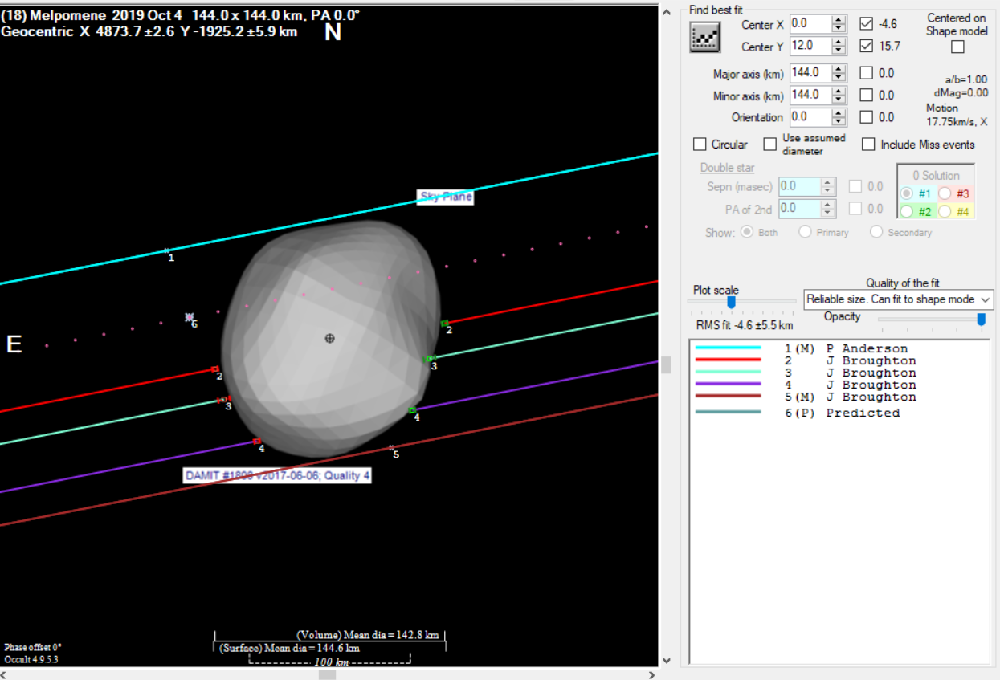 (18) Melpomene 2019 Oct 4 144.0 x 144.0 km, PA 0.0°
Geocentric X 4873.7 ±2.6 Y -1925.2 ±5.9 km
N
Sky Plane
1
6
E
2
2
3
3
4
4
5
DAMIT #1808 v2017-06-06; Quality 4
(Volume) Mean dia = 142.8 km
(Surface) Mean dia = 144.6 km
100 km
Phase offset 0°
Occult 4.9.5.3
Find best fit
Center X 0.0 -4.6
Center Y 12.0 15.7
Centered on
Shape model
Major axis (km) 144.0 0.0
Minor axis (km) 144.0 0.0
Orientation 0.0 0.0
a/b=1.00
dMag=0.00
Motion
17.75km/s, X
Circular
Use assumed
diameter
Include Miss events
Double star
Sepn (masec) 0.0 0.0
PA of 2nd 0.0 0.0
0 Solution
#1 #3
#2 #4
Show: Both Primary Secondary
Plot scale
Quality of the fit
Reliable size. Can fit to shape mode
RMS fit -4.6 ±5.5 km
Opacity
1(M) P Anderson
2 J Broughton
3 J Broughton
4 J Broughton
5(M) J Broughton
6(P) Predicted